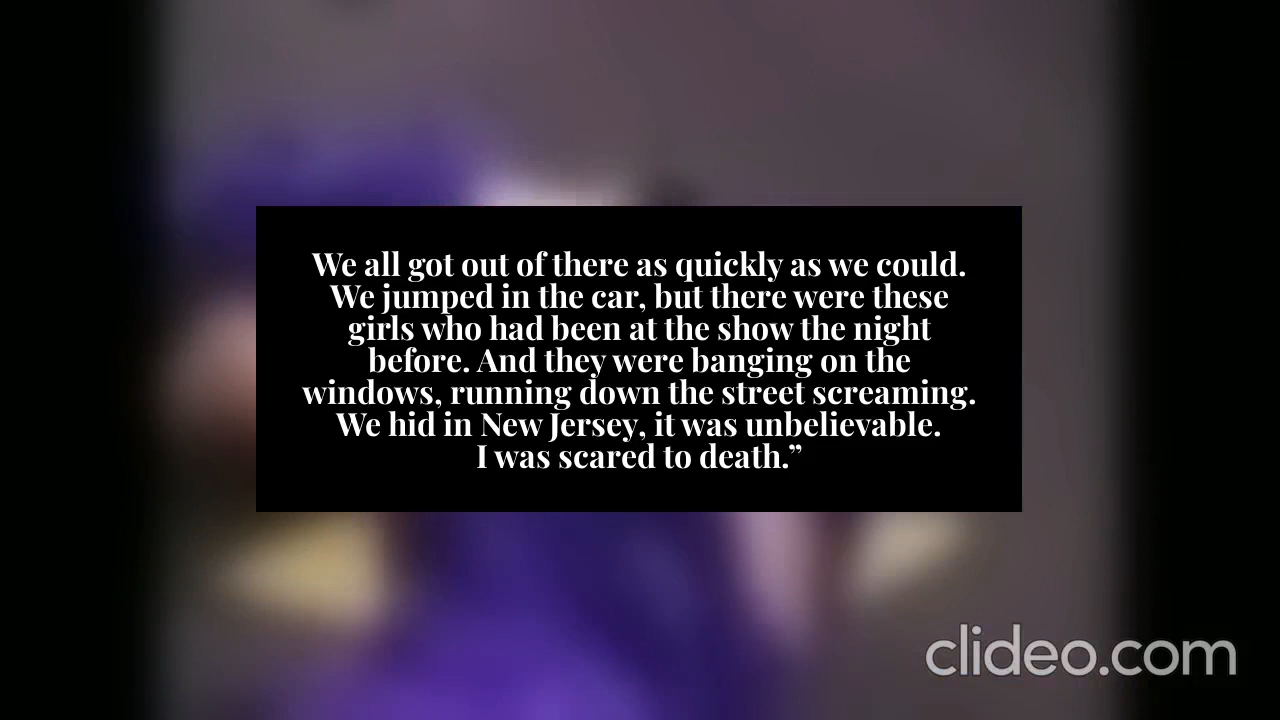 We all got out of there as quickly as we could.
We jumped in the car, but there were these
girls who had been at the show the night
before. And they were banging on the
windows, running down the street screaming.
We hid in New Jersey, it was unbelievable.
I was scared to death.”
clideo.com